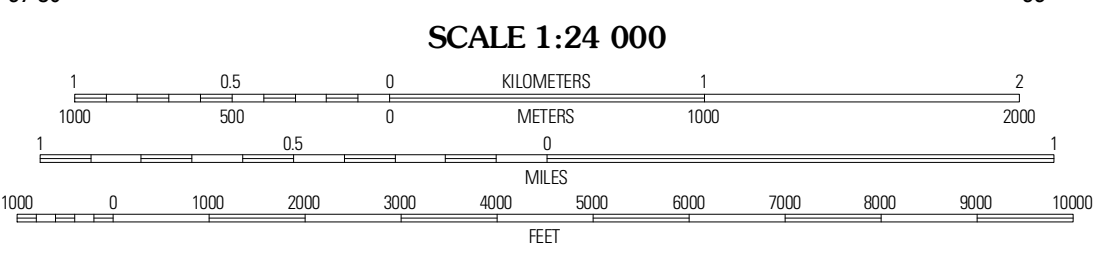 SCALE 1:24 000
1 0.5 0 KILOMETERS 1 2
1000 500 0 METERS 1000 2000
1 0.5 0 1
MILES
1000 0 1000 2000 3000 4000 5000 6000 7000 8000 9000 10000
FEET